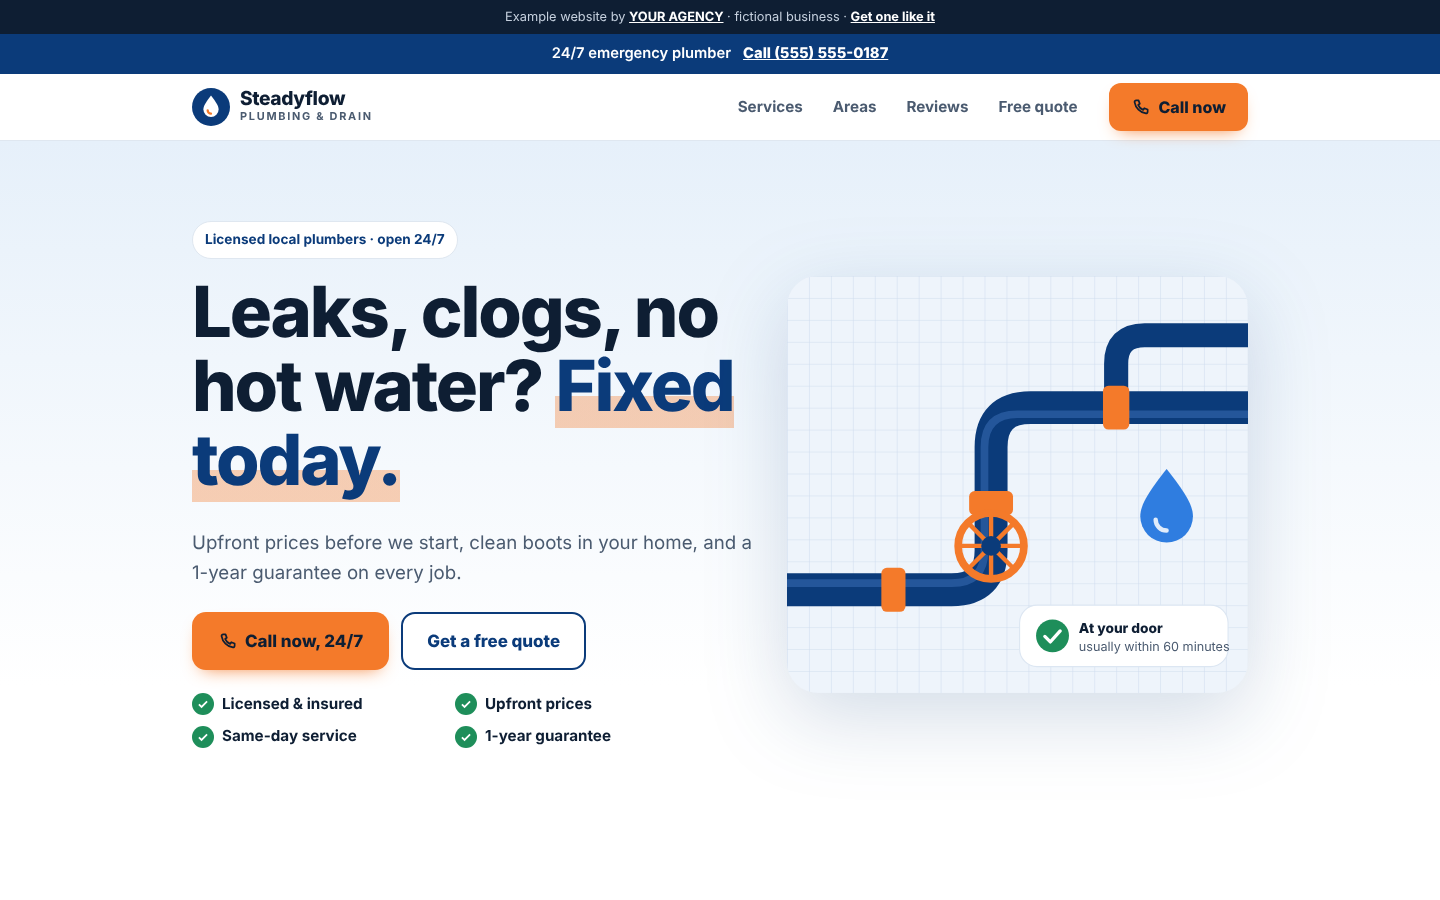 Example website by YOUR AGENCY · fictional business · Get one like it
24/7 emergency plumber Call (555) 555-0187
Steadyflow
PLUMBING & DRAIN
Services Areas Reviews Free quote Call now
Licensed local plumbers · open 24/7
Leaks, clogs, no
hot water? Fixed
today.
Upfront prices before we start, clean boots in your home, and a
1-year guarantee on every job.
Call now, 24/7 Get a free quote
Licensed & insured Upfront prices
Same-day service 1-year guarantee
At your door
usually within 60 minutes